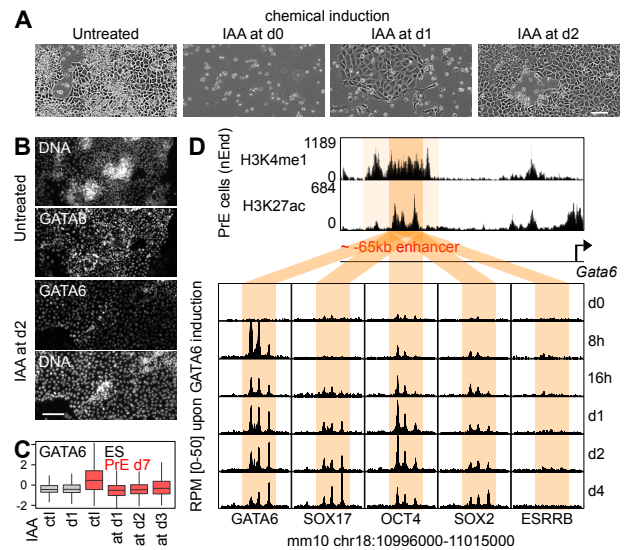 A
chemical induction
Untreated
IAA at d0
IAA at d1
IAA at d2
B
DNA
Untreated
GATA6
GATA6
IAA at d2
DNA
C
GATA6
ES
PrE d7
2
0
-2
IAA
ctl
d1
ctl
at d1
at d2
at d3
D
PrE cells (nEnd)
1189
H3K4me1
0
684
H3K27ac
0
~ -65kb enhancer
Gata6
RPM [0-50] upon GATA6 induction
d0
8h
16h
d1
d2
d4
GATA6
SOX17
OCT4
SOX2
ESRRB
mm10 chr18:10996000-11015000